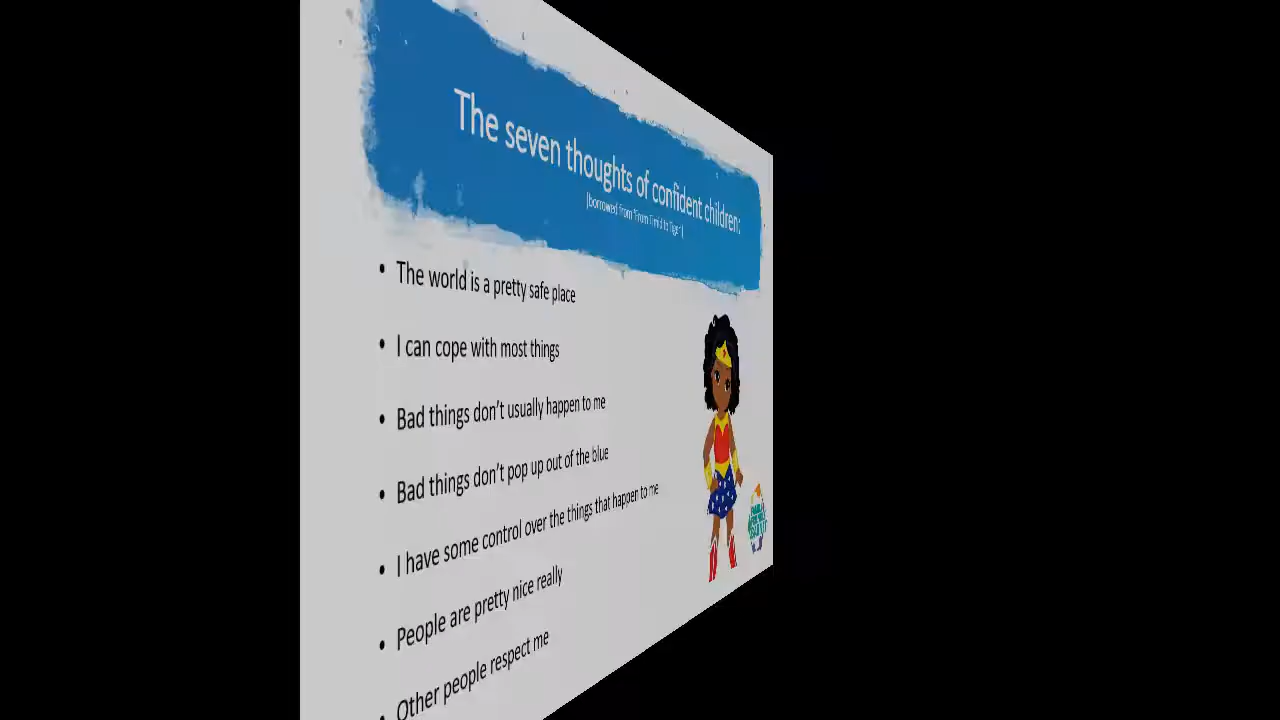 The seven thoughts of confident children:
[borrowed from 'From Timid to Tiger']
• The world is a pretty safe place
• I can cope with most things
• Bad things don't usually happen to me
• Bad things don't pop up out of the blue
• I have some control over the things that happen to me
• People are pretty nice really
• Other people respect me